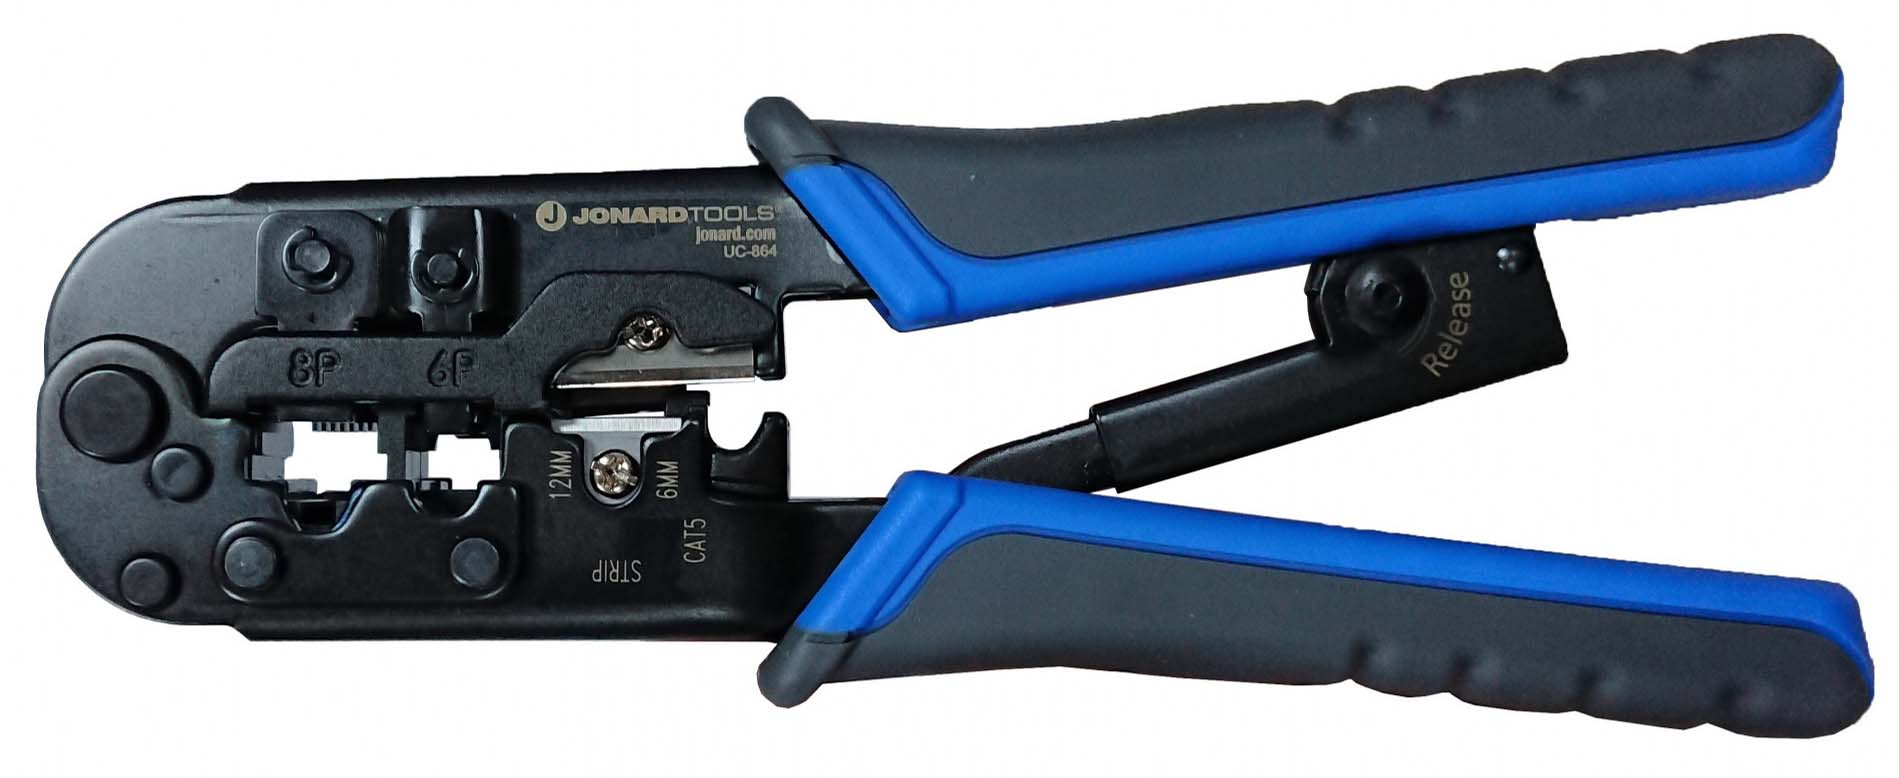 JONARDTOOLS
jonard.com
UC-864
Release
8P
6P
12MM
6MM
CAT5
STRIP